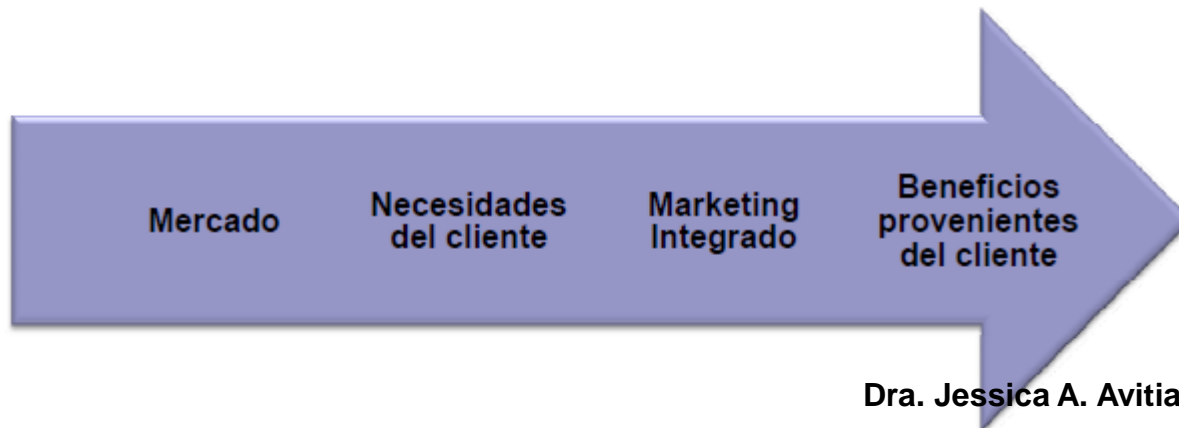 Mercado
Necesidades
del cliente
Marketing
Integrado
Beneficios
provenientes
del cliente
Dra. Jessica A. Avitia